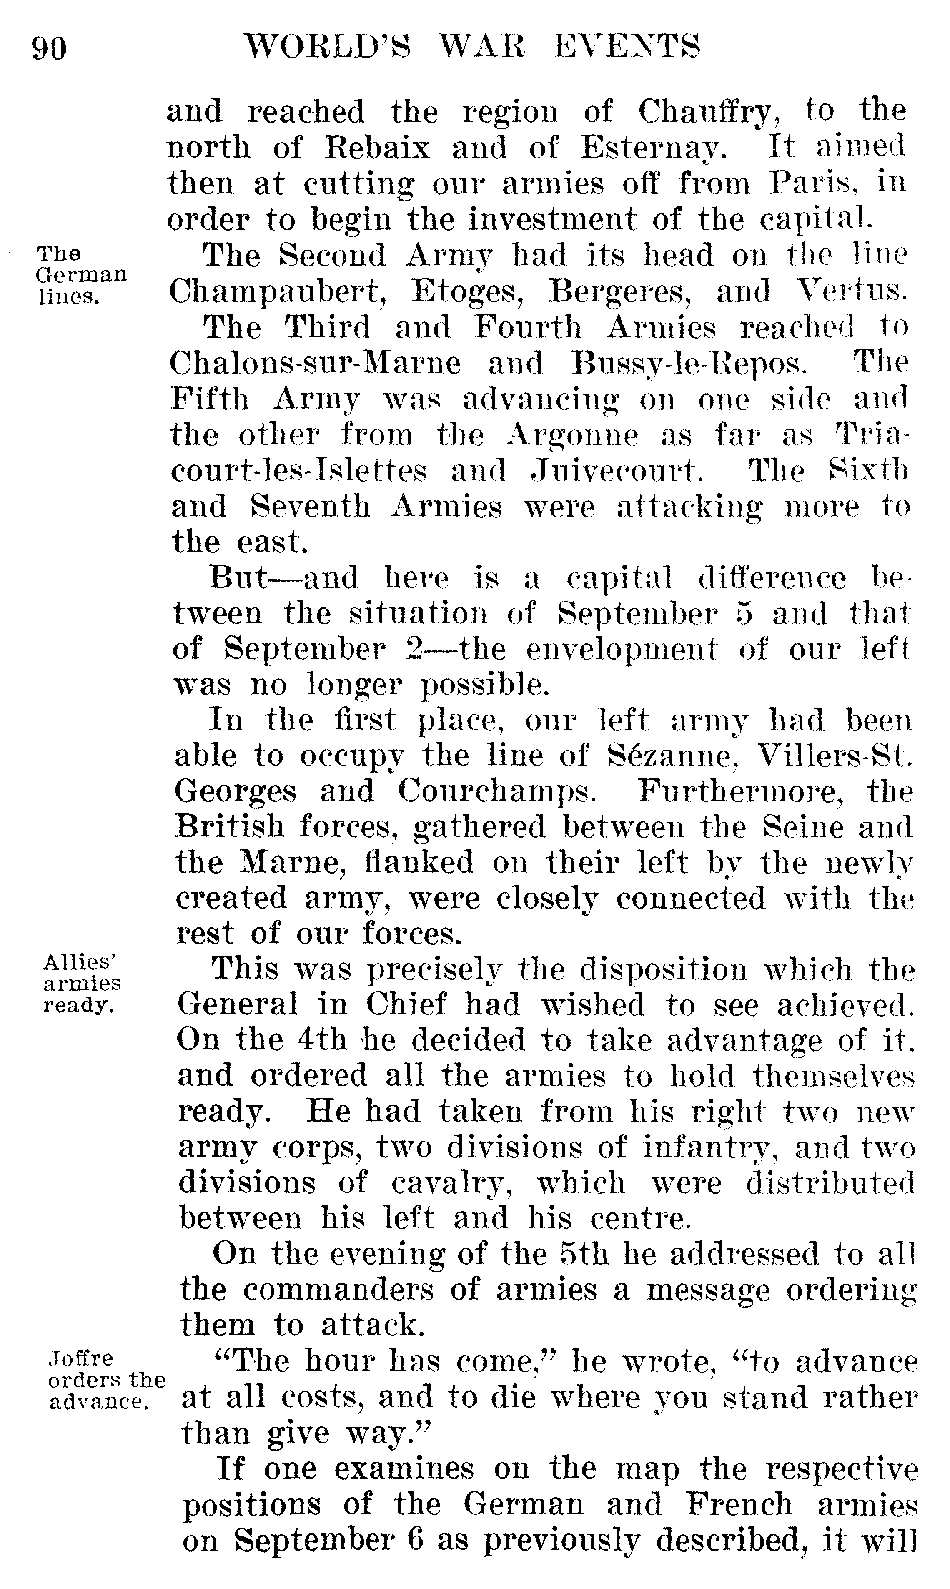 90 WORLD'S WAR EVENTS
and reached the region of Chauffry, to the
north of Rebaix and of Esternay. It aimed
then at cutting our armies off from Paris, in
order to begin the investment of the capital.
The
German
lines.
The Second Army had its head on the line
Champaubert, Etoges, Bergeres, and Vertus.
The Third and Fourth Armies reached to
Chalons-sur-Marne and Bussy-le-Repos. The
Fifth Army was advancing on one side and
the other from the Argonne as far as Tria-
court-les-Islettes and Juivecourt. The Sixth
and Seventh Armies were attacking more to
the east.
But—and here is a capital difference be-
tween the situation of September 5 and that
of September 2—the envelopment of our left
was no longer possible.
In the first place, our left army had been
able to occupy the line of Sézanne, Villers-St.
Georges and Courchamps. Furthermore, the
British forces, gathered between the Seine and
the Marne, flanked on their left by the newly
created army, were closely connected with the
rest of our forces.
Allies'
armies
ready.
This was precisely the disposition which the
General in Chief had wished to see achieved.
On the 4th he decided to take advantage of it.
and ordered all the armies to hold themselves
ready. He had taken from his right two new
army corps, two divisions of infantry, and two
divisions of cavalry, which were distributed
between his left and his centre.
On the evening of the 5th he addressed to all
the commanders of armies a message ordering
them to attack.
Joffre
orders the
advance.
"The hour has come," he wrote, "to advance
at all costs, and to die where you stand rather
than give way."
If one examines on the map the respective
positions of the German and French armies
on September 6 as previously described, it will